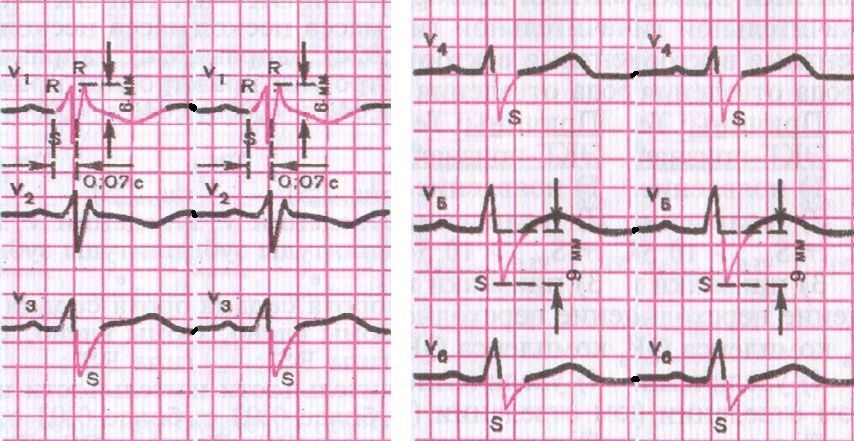 V1 R R 6 мм V1 R R 6 мм
S S
0,07 с 0,07 с
V2 V2
V3 V3
S S
V4 V4
S S
V5 V5
S 9 мм S 9 мм
V6 V6
S S